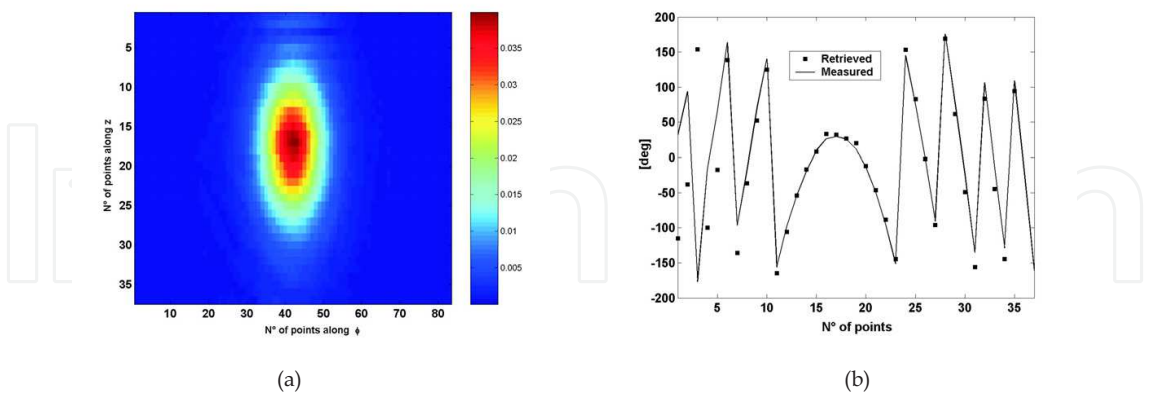 5
10
15
20
25
30
35
N° of points along z
10 20 30 40 50 60 70 80
N° of points along ϕ
0.035
0.03
0.025
0.02
0.015
0.01
0.005
(a)
200
150
100
50
0
-50
-100
-150
-200
[deg]
Retrieved
Measured
5 10 15 20 25 30 35
N° of points
(b)